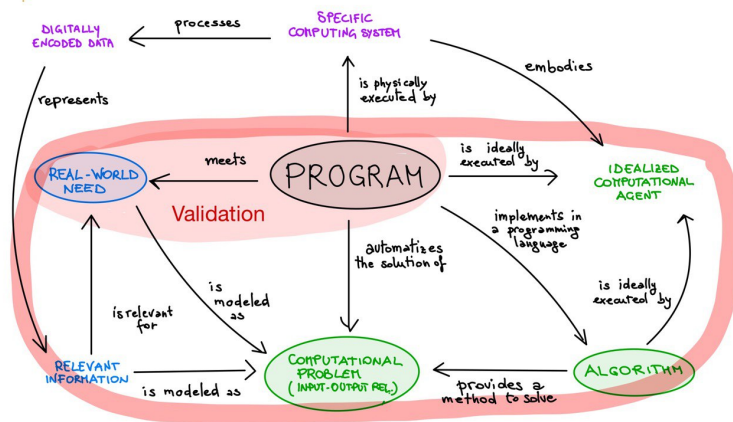 SPECIFIC
COMPUTING SYSTEM
processes
DIGITALLY
ENCODED DATA
embodies
is physically
executed by
represents
meets
PROGRAM
is ideally
executed by
REAL-WORLD
NEED
IDEALIZED
COMPUTATIONAL
AGENT
Validation
implements in
a programming
language
automatizes
the solution of
is
modeled
as
is ideally
executed by
is relevant
for
RELEVANT
INFORMATION
is modeled as
COMPUTATIONAL
PROBLEM
(INPUT-OUTPUT REL.)
provides a
method to solve
ALGORITHM